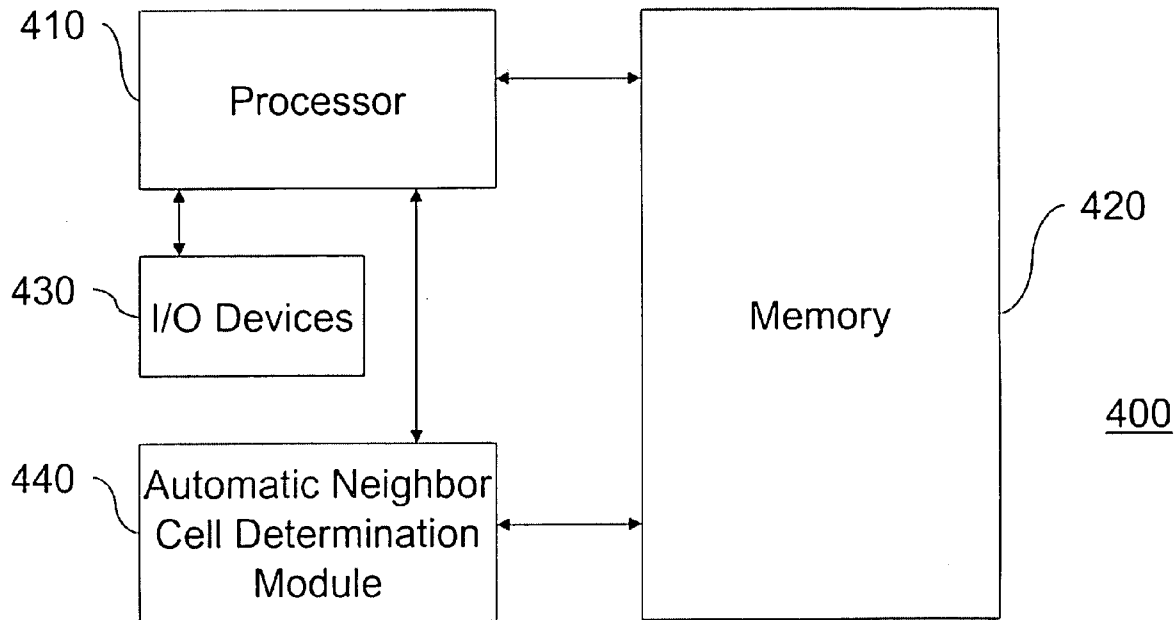 410
Processor
420
430
I/O Devices
Memory
400
440
Automatic Neighbor
Cell Determination
Module